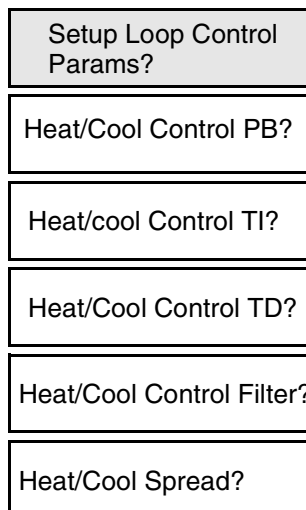 Setup Loop Control
Params?
Heat/Cool Control PB?
Heat/cool Control TI?
Heat/Cool Control TD?
Heat/Cool Control Filter?
Heat/Cool Spread?